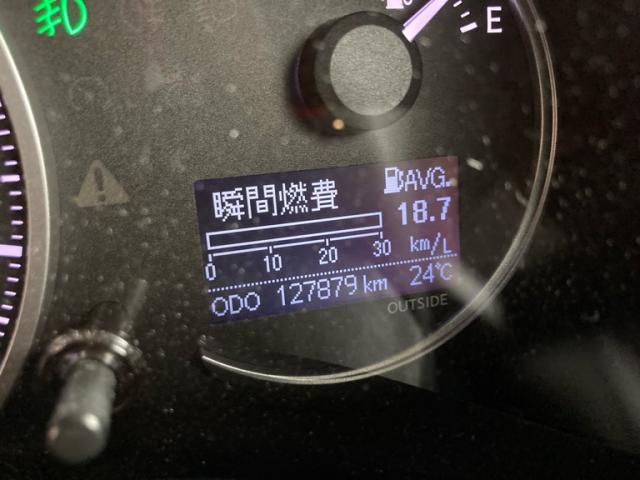 E
瞬間燃費
AVG.
18.7
km/L
0 10 20 30
ODO 127879 km 24℃
OUTSIDE